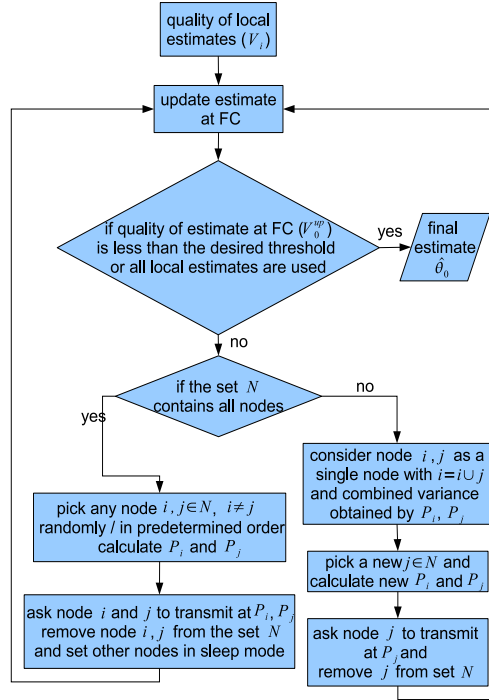 quality of local
estimates (V_i)
update estimate
at FC
if quality of estimate at FC (V_0^{up})
is less than the desired threshold
or all local estimates are used
yes
final
estimate
θ̂_0
no
if the set N
contains all nodes
yes
no
pick any node i, j∈N, i≠j
randomly / in predetermined order
calculate P_i and P_j
ask node i and j to transmit at P_i, P_j
remove node i, j from the set N
and set other nodes in sleep mode
consider node i, j as a
single node with i=i∪j
and combined variance
obtained by P_i, P_j
pick a new j∈N and
calculate new P_i and P_j
ask node j to transmit
at P_j and
remove j from set N